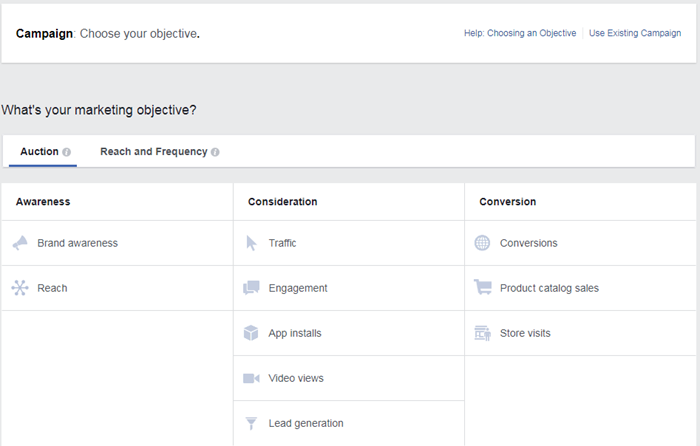 Campaign: Choose your objective.
Help: Choosing an Objective
Use Existing Campaign
What's your marketing objective?
Auction
Reach and Frequency
Awareness
Brand awareness
Reach
Consideration
Traffic
Engagement
App installs
Video views
Lead generation
Conversion
Conversions
Product catalog sales
Store visits